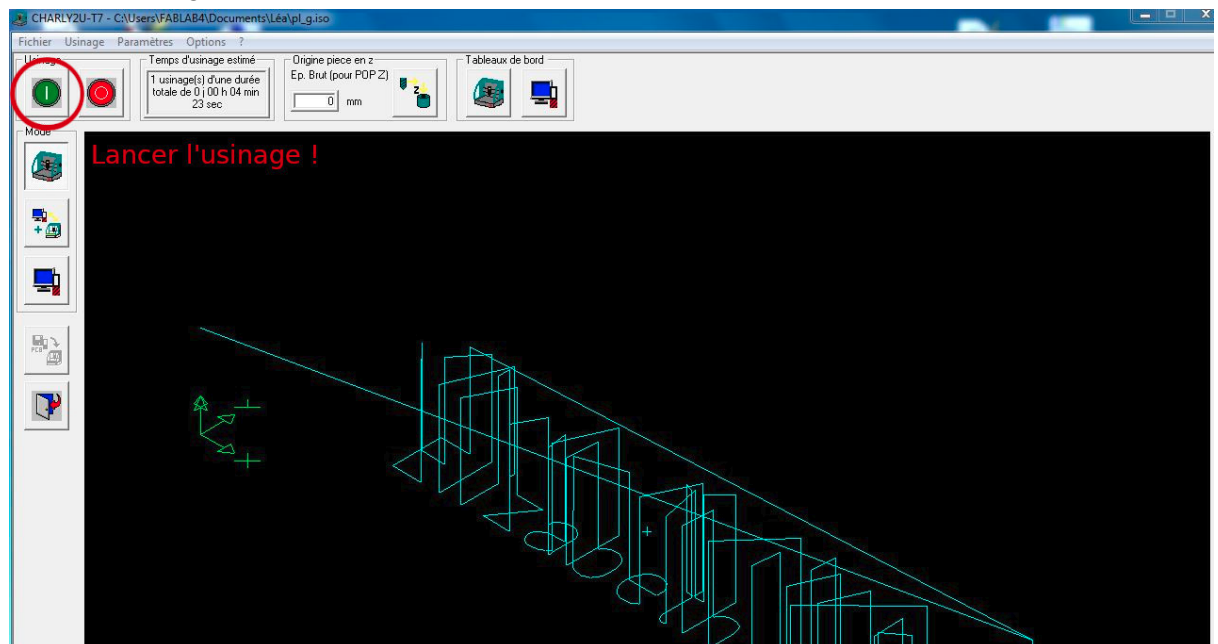 CHARLY2U-T7 - C:\Users\FABLAB4\Documents\Léa\pl_g.iso
Fichier Usinage Paramètres Options ?
Usinage
Temps d'usinage estimé
1 usinage(s) d'une durée
totale de 0 j 00 h 04 min
23 sec
Origine piece en z
Ep. Brut (pour POP Z)
0 mm
Z
Tableaux de bord
Mode
Lancer l'usinage !
PCB